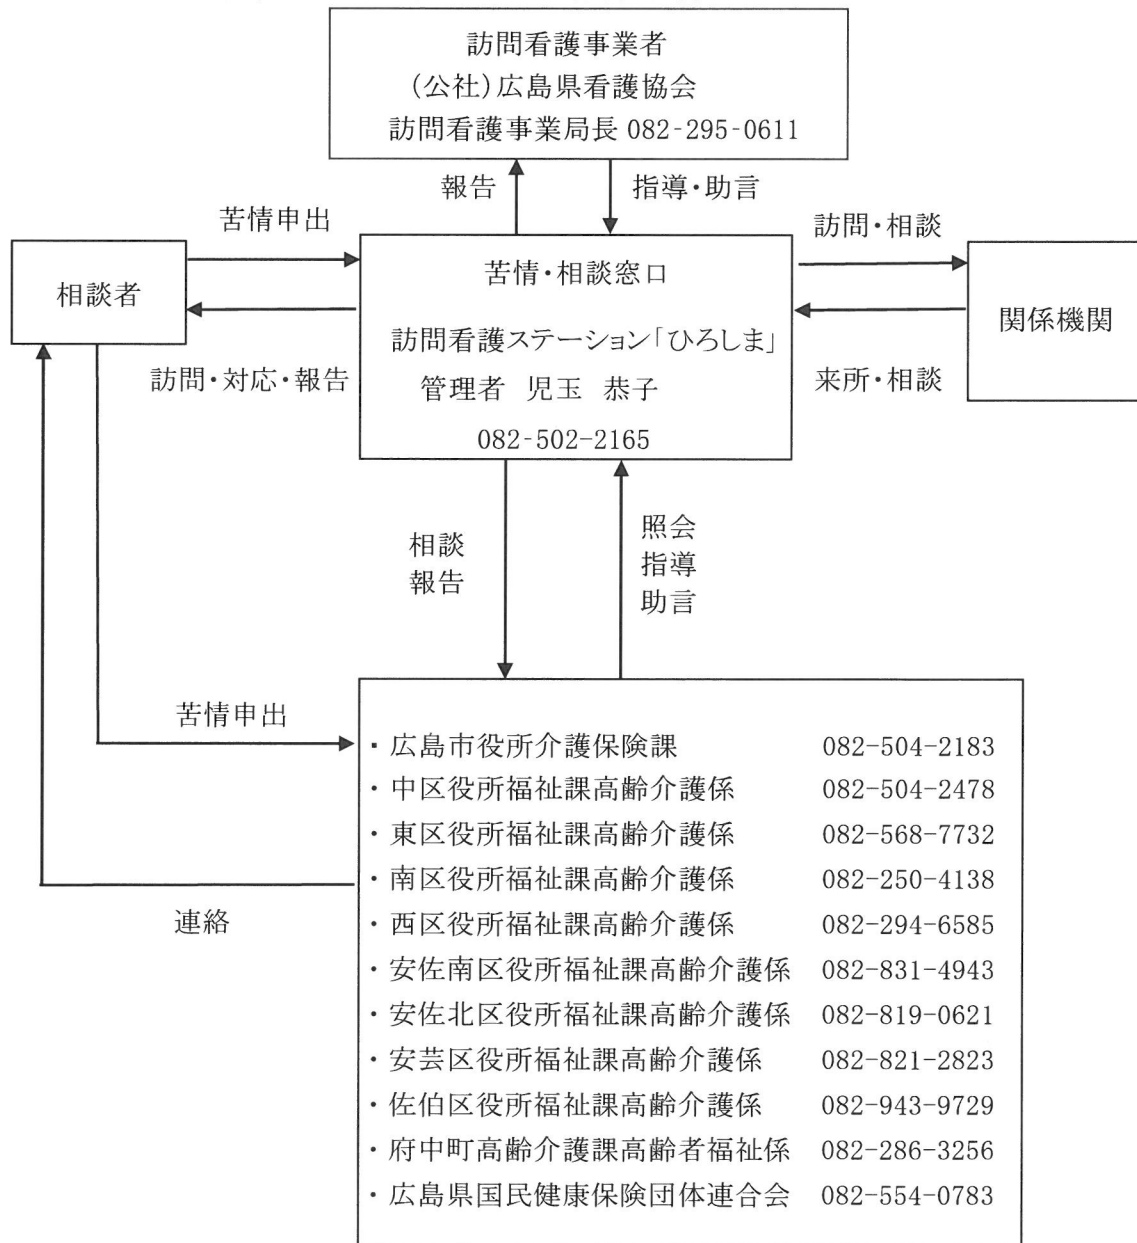 訪問看護事業者
(公社)広島県看護協会
訪問看護事業局長 082-295-0611
報告
指導・助言
苦情申出
訪問・相談
相談者
苦情・相談窓口
訪問看護ステーション「ひろしま」
管理者 児玉 恭子
082-502-2165
関係機関
訪問・対応・報告
来所・相談
相談
報告
照会
指導
助言
苦情申出
連絡
・広島市役所介護保険課 082-504-2183
・中区役所福祉課高齢介護係 082-504-2478
・東区役所福祉課高齢介護係 082-568-7732
・南区役所福祉課高齢介護係 082-250-4138
・西区役所福祉課高齢介護係 082-294-6585
・安佐南区役所福祉課高齢介護係 082-831-4943
・安佐北区役所福祉課高齢介護係 082-819-0621
・安芸区役所福祉課高齢介護係 082-821-2823
・佐伯区役所福祉課高齢介護係 082-943-9729
・府中町高齢介護課高齢者福祉係 082-286-3256
・広島県国民健康保険団体連合会 082-554-0783